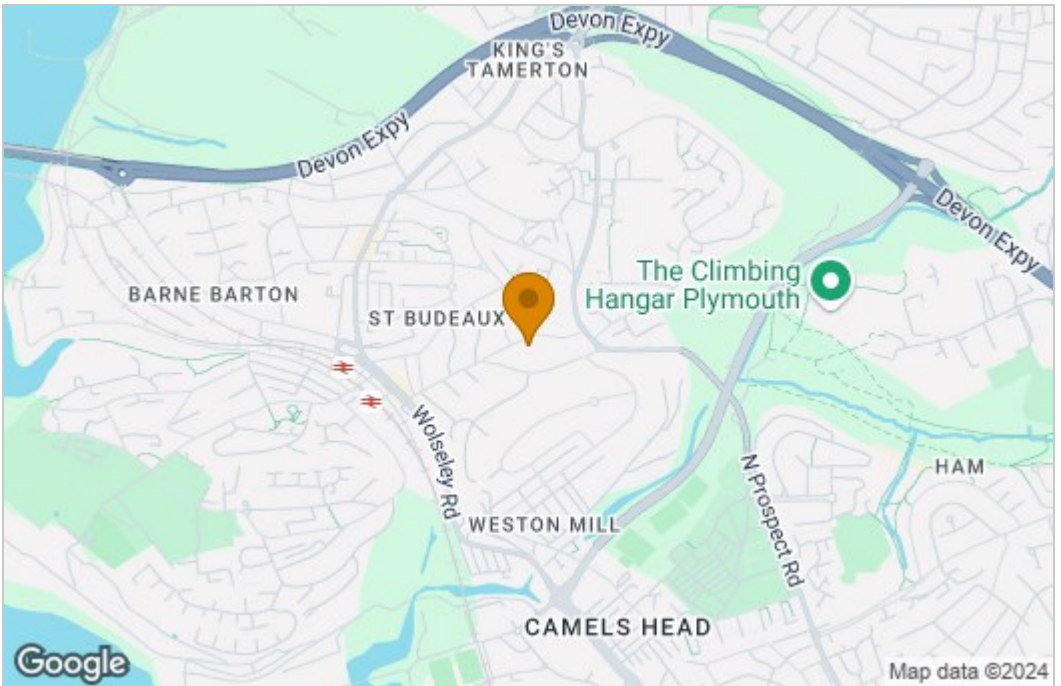 Devon Expy
KING'S
TAMERTON
Devon Expy
Devon Expy
The Climbing
Hangar Plymouth
BARNE BARTON
ST BUDEAUX
Wolseley Rd
N Prospect Rd
HAM
WESTON MILL
CAMELS HEAD
Google
Map data ©2024